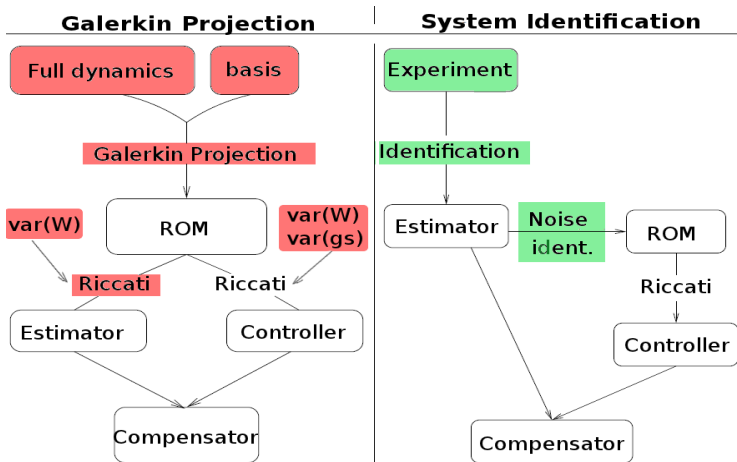 Galerkin Projection
Full dynamics
basis
Galerkin Projection
var(W)
ROM
var(W)
var(gs)
Riccati
Riccati
Estimator
Controller
Compensator
System Identification
Experiment
Identification
Estimator
Noise
ident.
ROM
Riccati
Controller
Compensator